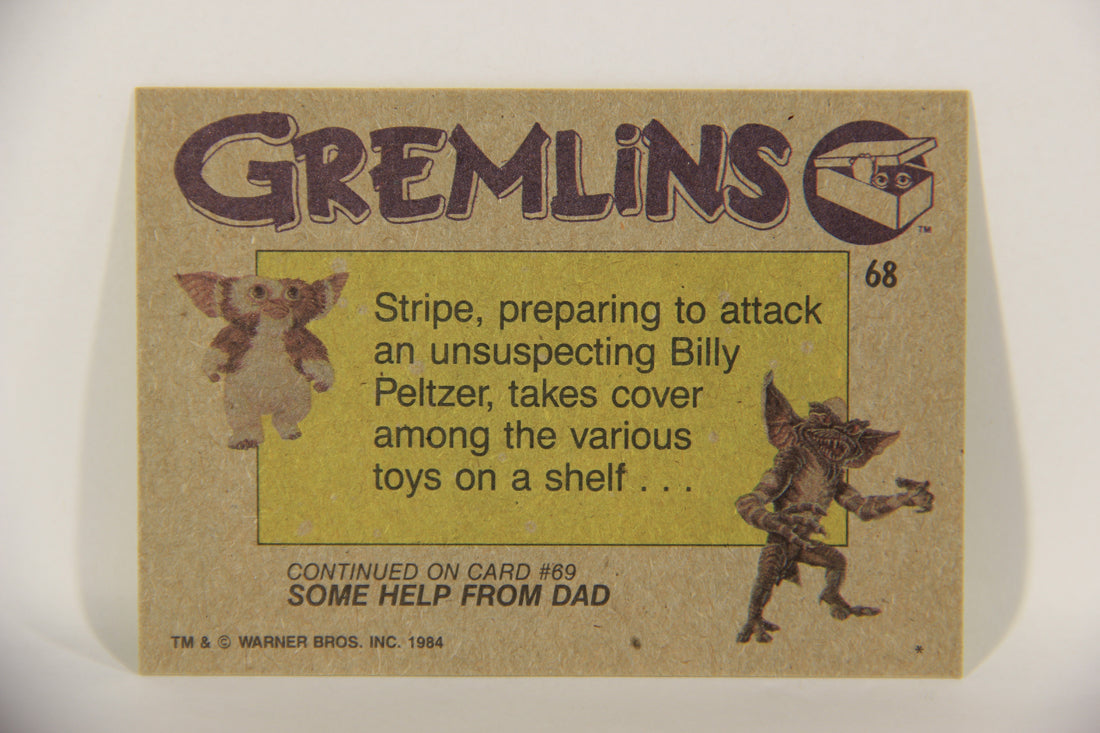 GREMLiNS
TM
68
Stripe, preparing to attack
an unsuspecting Billy
Peltzer, takes cover
among the various
toys on a shelf . . .
CONTINUED ON CARD #69
SOME HELP FROM DAD
TM & © WARNER BROS. INC. 1984
*